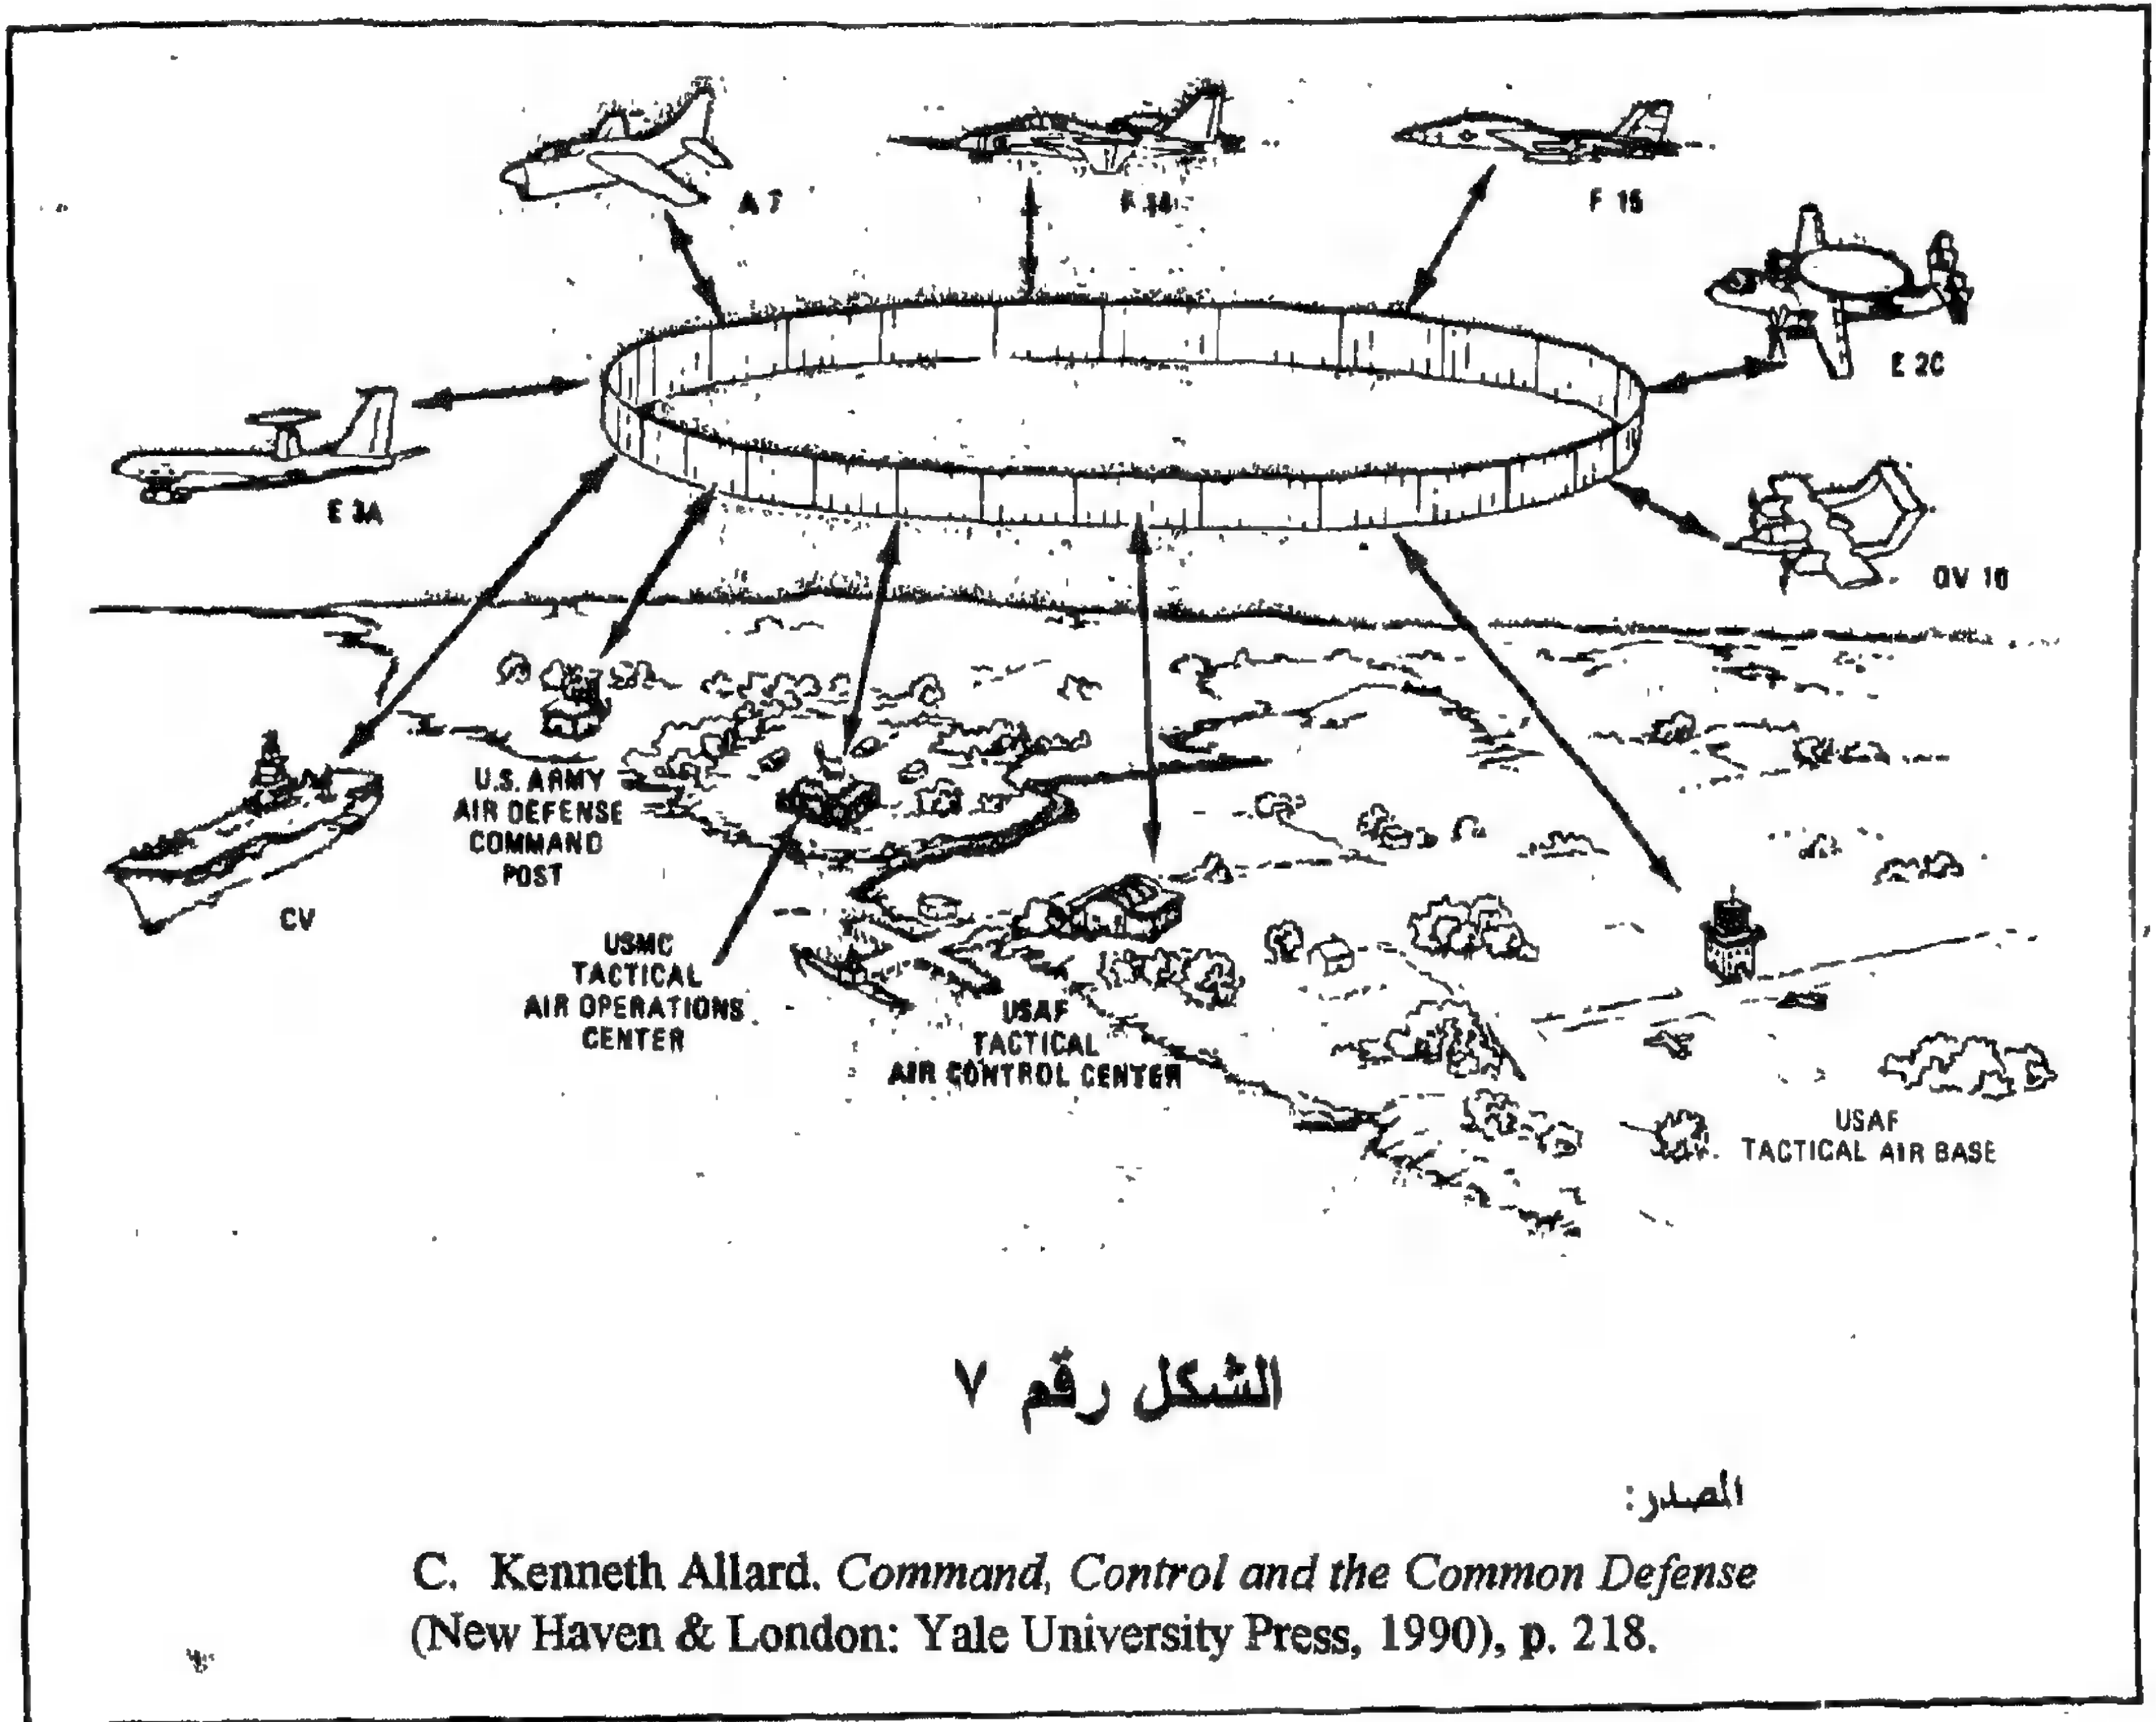 A 7
F 14
F 15
E 2C
E 3A
OV 10
U.S. ARMY
AIR DEFENSE
COMMAND
POST
CV
USMC
TACTICAL
AIR OPERATIONS
CENTER
USAF
TACTICAL
AIR CONTROL CENTER
USAF
TACTICAL AIR BASE
الشكل رقم ٧
المصدر:
C. Kenneth Allard. Command, Control and the Common Defense
(New Haven & London: Yale University Press, 1990), p. 218.